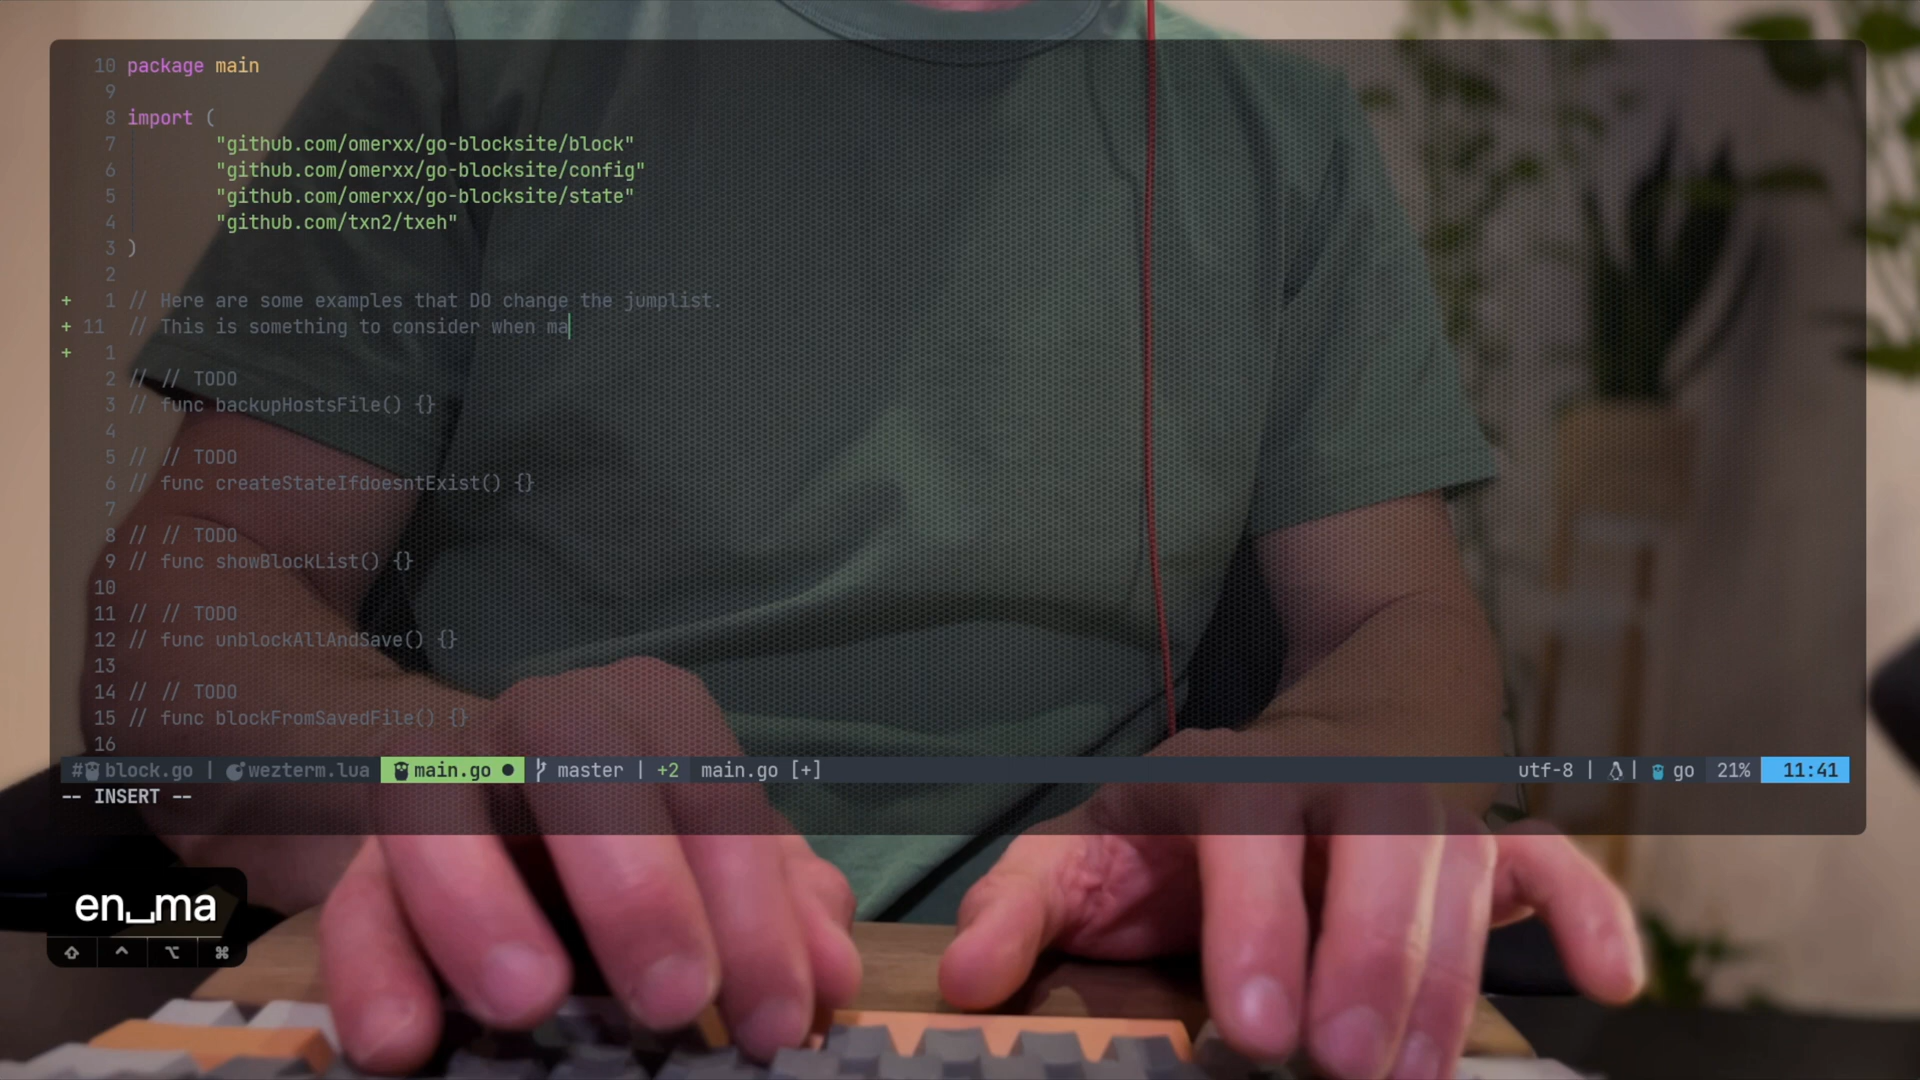 10 package main
9
8 import (
7 "github.com/omerxx/go-blocksite/block"
6 "github.com/omerxx/go-blocksite/config"
5 "github.com/omerxx/go-blocksite/state"
4 "github.com/txn2/txeh"
3 )
2
+ 1 // Here are some examples that DO change the jumplist.
+ 11 // This is something to consider when ma
+ 1
2 // // TODO
3 // func backupHostsFile() {}
4
5 // // TODO
6 // func createStateIfdoesntExist() {}
7
8 // // TODO
9 // func showBlockList() {}
10
11 // // TODO
12 // func unblockAllAndSave() {}
13
14 // // TODO
15 // func blockFromSavedFile() {}
16
# block.go | wezterm.lua main.go ● master | +2 main.go [+] utf-8 | | go 21% 11:41
-- INSERT --
en␣ma
⇧ ^ ⌥ ⌘